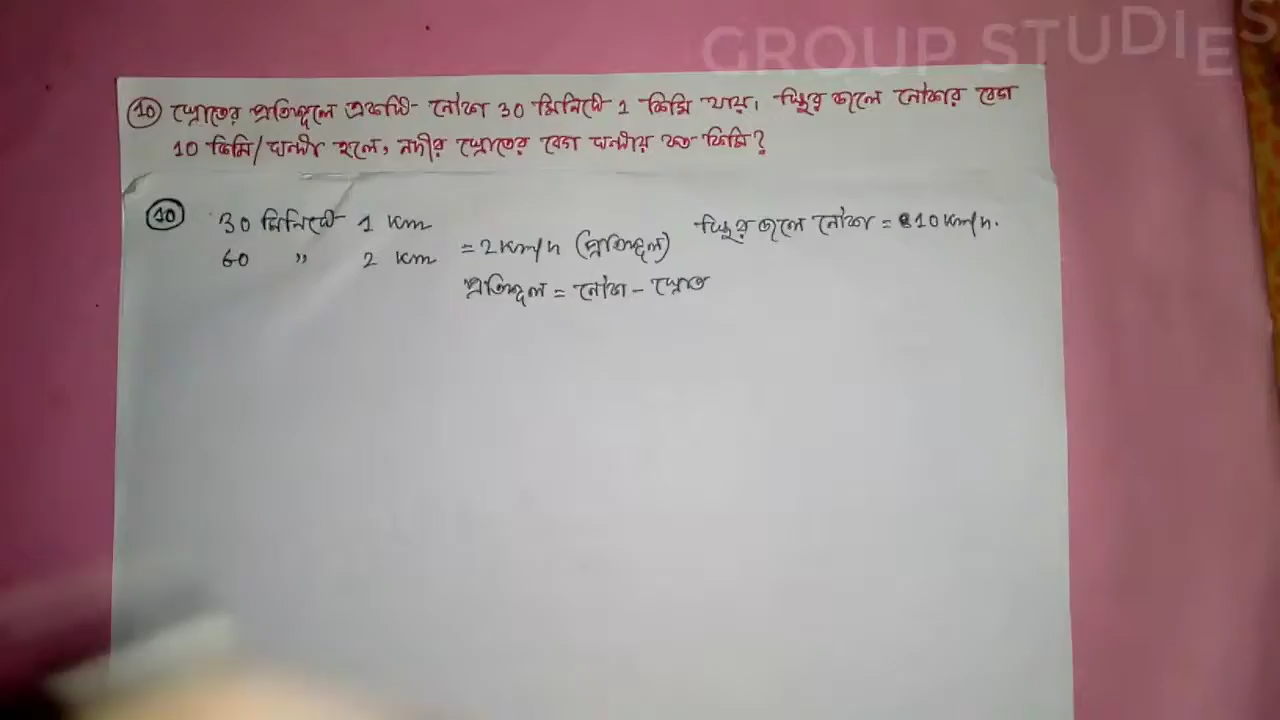 GROUP STUDIES
10 স্রোতের প্রতিকূলে একটি নৌকা 30 মিনিটে 1 কিমি যায়। স্থির জলে নৌকার বেগ
10 কিমি/ঘন্টা হলে, নদীর স্রোতের বেগ ঘন্টায় কত কিমি?
10 30 মিনিটে 1 km
60 " 2 km = 2 km/h (প্রতিকূল)
স্থির জলে নৌকা = 10 km/h.
প্রতিকূল = নৌকা - স্রোত